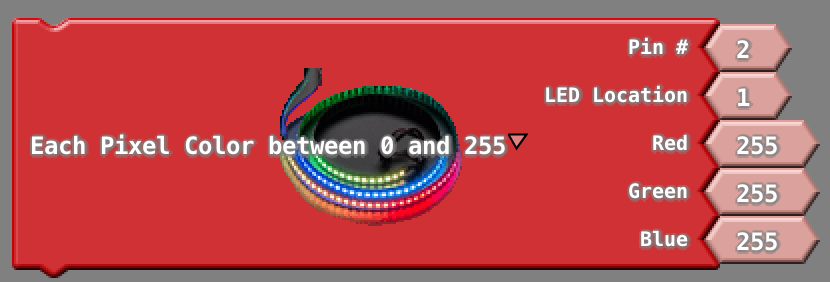 Pin # 2
LED Location 1
Each Pixel Color between 0 and 255
Red 255
Green 255
Blue 255